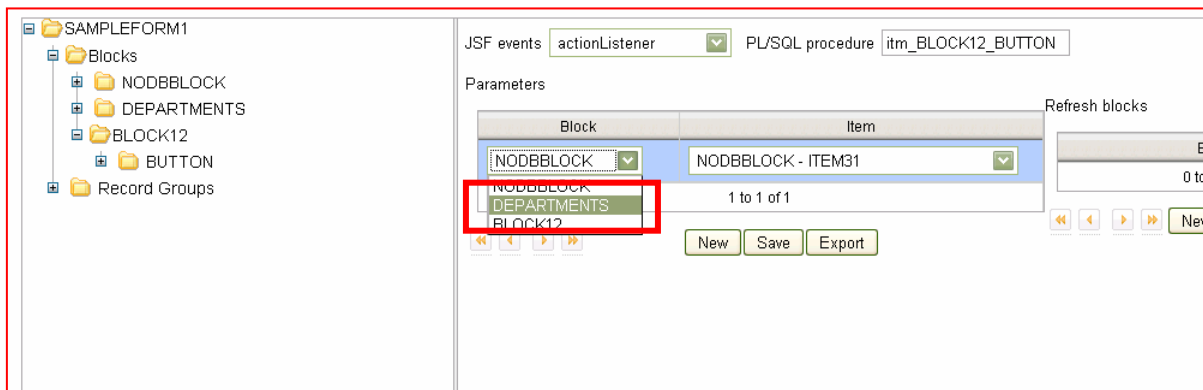 SAMPLEFORM1
Blocks
NODBBLOCK
DEPARTMENTS
BLOCK12
BUTTON
Record Groups
JSF events actionListener PL/SQL procedure itm_BLOCK12_BUTTON
Parameters
Block Item
NODBBLOCK NODBBLOCK - ITEM31
NODBBLOCK
DEPARTMENTS
BLOCK12
1 to 1 of 1
New Save Export
Refresh blocks
0 to